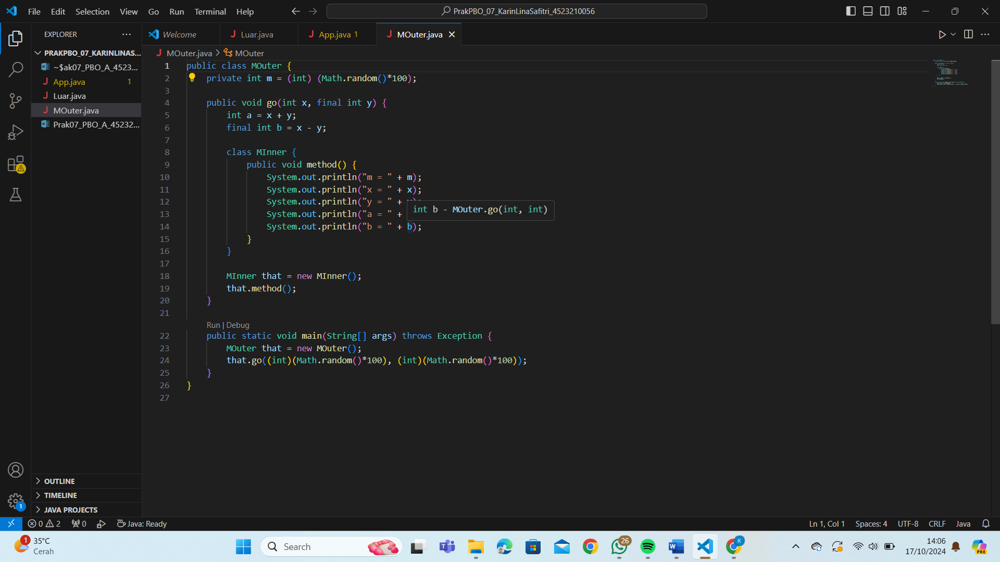 File Edit Selection View Go Run Terminal Help
PrakPBO_07_KarinLinaSafitri_4523210056
EXPLORER
PRAKPBO_07_KARINLINAS...
~$ak07_PBO_A_4523...
App.java 1
Luar.java
MOuter.java
Prak07_PBO_A_45232...
OUTLINE
TIMELINE
JAVA PROJECTS
Welcome Luar.java App.java 1 MOuter.java
MOuter.java > MOuter
1 public class MOuter {
2 private int m = (int) (Math.random()*100);
3
4 public void go(int x, final int y) {
5 int a = x + y;
6 final int b = x - y;
7
8 class MInner {
9 public void method() {
10 System.out.println("m = " + m);
11 System.out.println("x = " + x);
12 System.out.println("y = " +
13 System.out.println("a = " +
int b - MOuter.go(int, int)
14 System.out.println("b = " + b);
15 }
16 }
17
18 MInner that = new MInner();
19 that.method();
20 }
21
Run | Debug
22 public static void main(String[] args) throws Exception {
23 MOuter that = new MOuter();
24 that.go((int)(Math.random()*100), (int)(Math.random()*100));
25 }
26 }
27
1
0 2 0 Java: Ready
Ln 1, Col 1 Spaces: 4 UTF-8 CRLF Java
1
35°C
Cerah
Search
26
K
14:06
17/10/2024
PRE